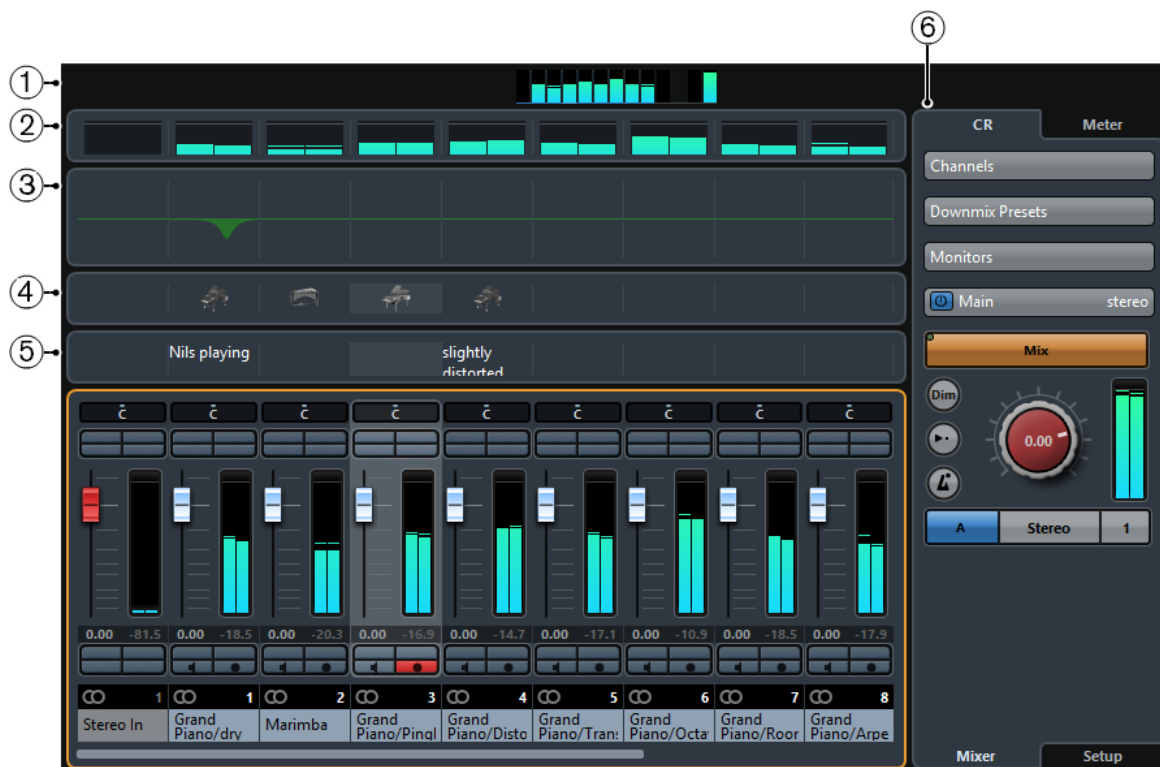 ⑥
①
②
CR Meter
③
Channels
Downmix Presets
Monitors
④
Main stereo
⑤
Nils playing slightly
distorted
Mix
C C C C C C C C C
Dim
0.00
A Stereo 1
0.00 -81.5 0.00 -18.5 0.00 -20.3 0.00 -16.9 0.00 -14.7 0.00 -17.1 0.00 -10.9 0.00 -18.5 0.00 -17.9
1 1 2 3 4 5 6 7 8
Stereo In Grand Marimba Grand Grand Grand Grand Grand Grand
Piano/dry Piano/Pingl Piano/Disto Piano/Trans Piano/Octav Piano/Roor Piano/Arpe
Mixer Setup